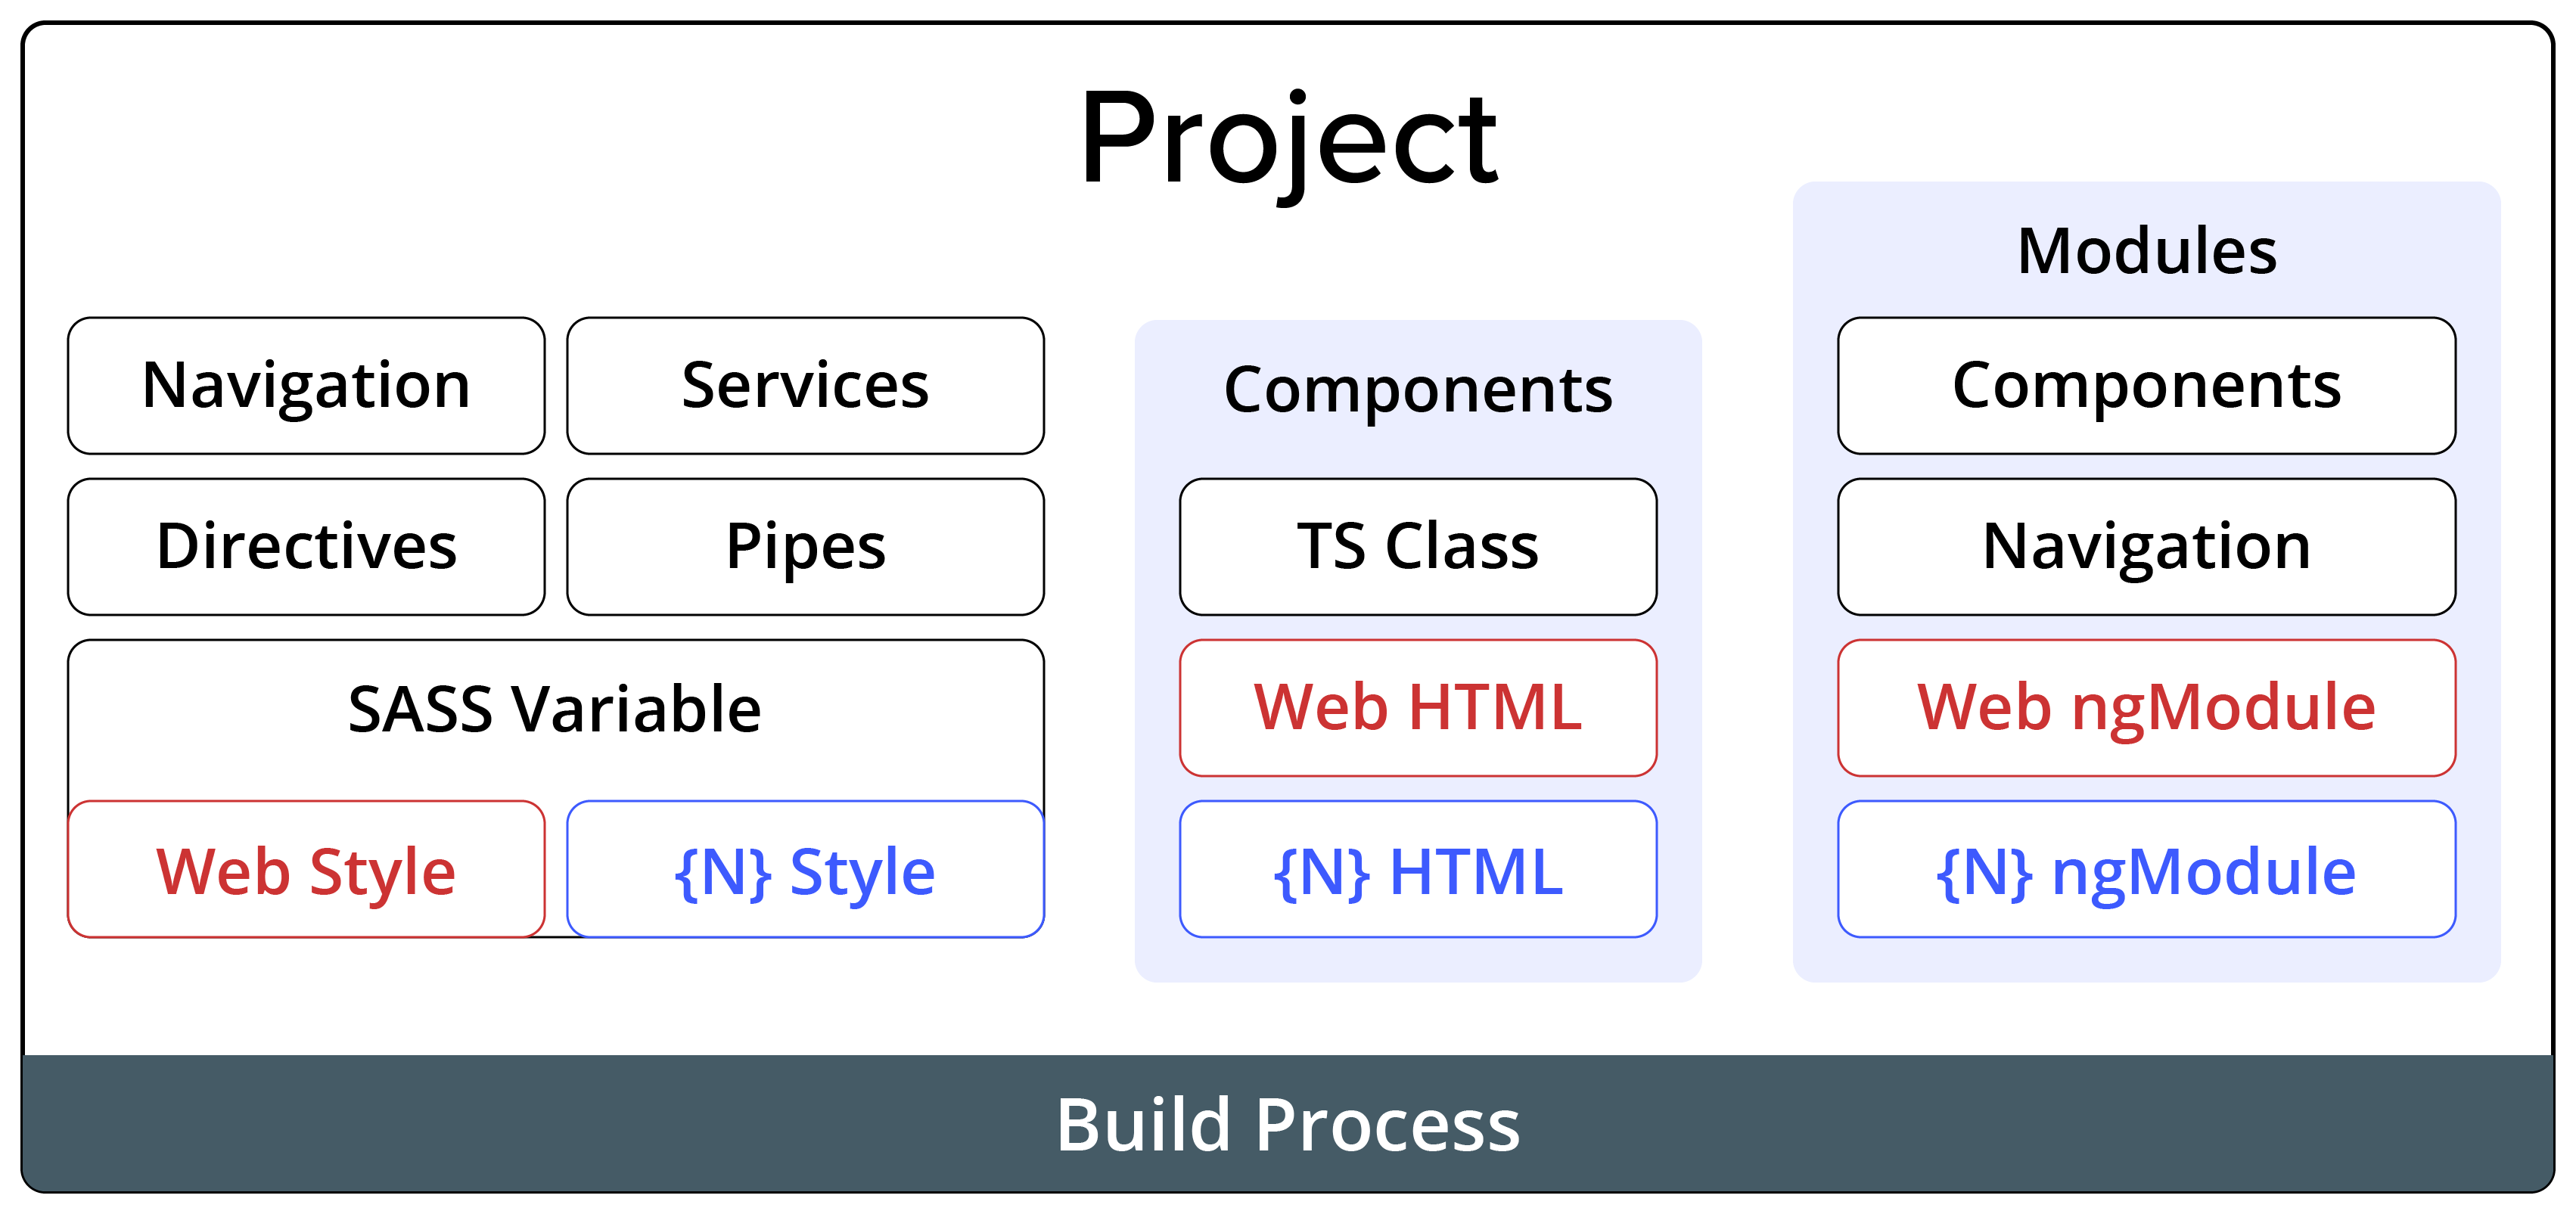 Project
Navigation
Services
Directives
Pipes
SASS Variable
Web Style
{N} Style
Components
TS Class
Web HTML
{N} HTML
Modules
Components
Navigation
Web ngModule
{N} ngModule
Build Process